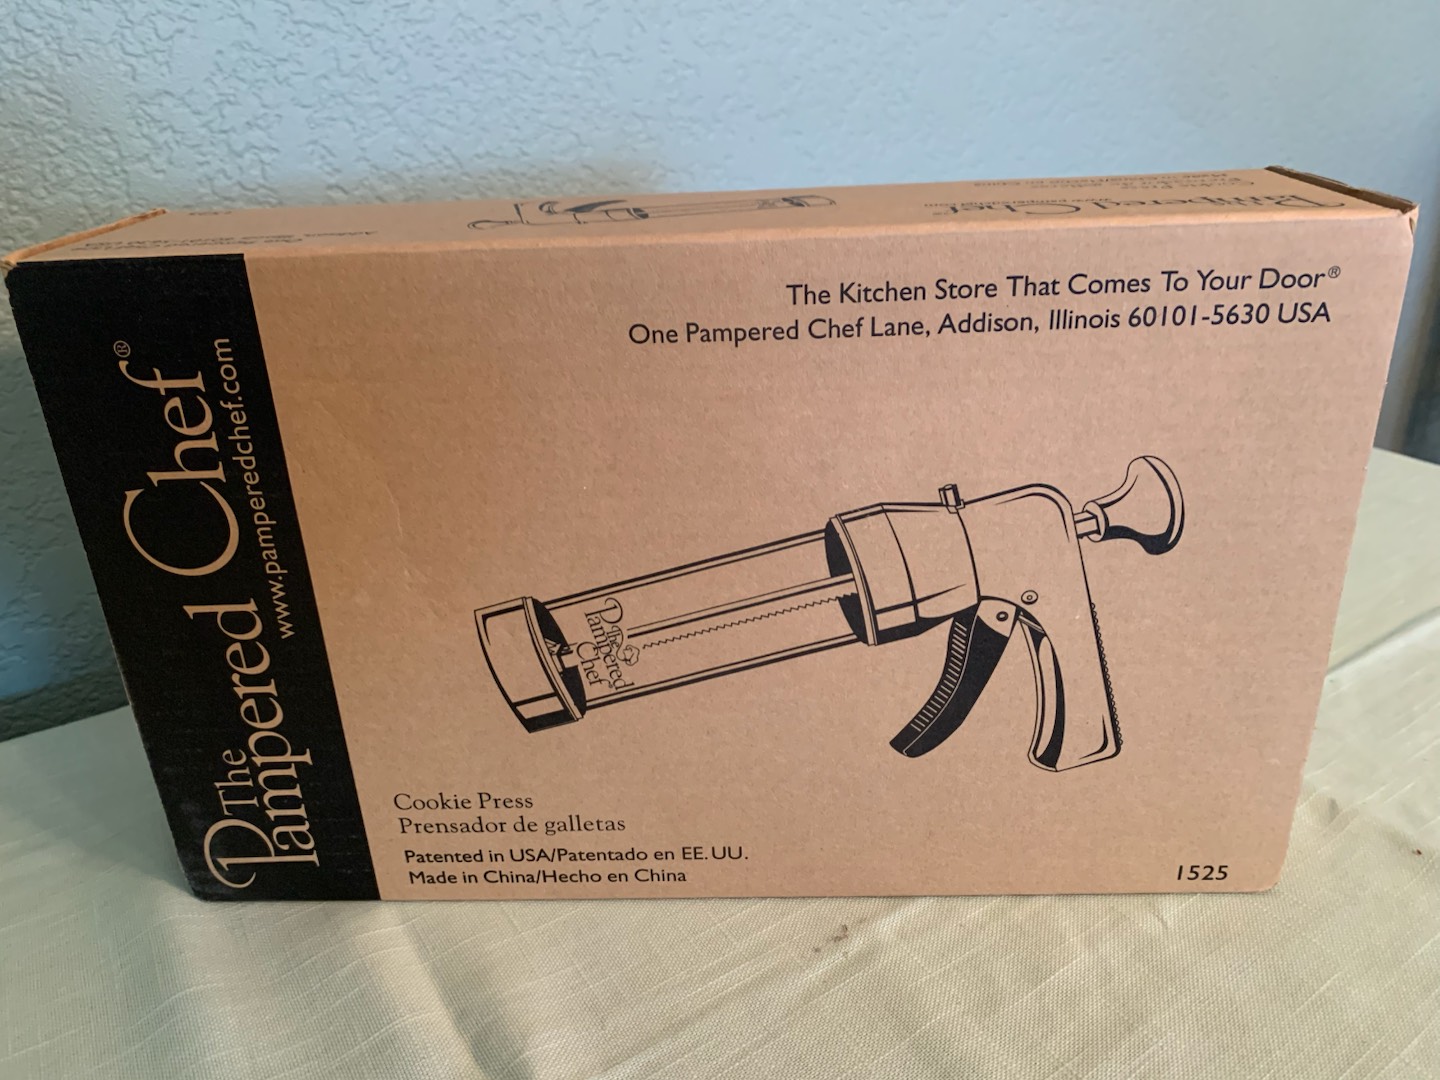 The Kitchen Store That Comes To Your Door®
One Pampered Chef Lane, Addison, Illinois 60101-5630 USA
The
Pampered Chef®
www.pamperedchef.com
The
Pampered
Chef
Cookie Press
Prensador de galletas
Patented in USA/Patentado en EE. UU.
Made in China/Hecho en China
1525